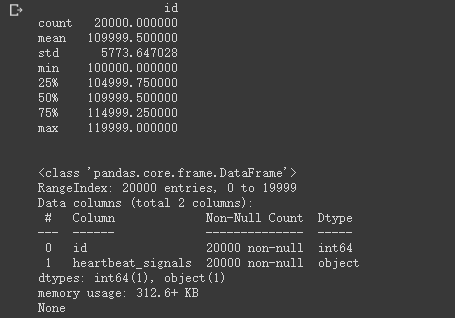 id
count 20000.000000
mean 109999.500000
std 5773.647028
min 100000.000000
25% 104999.750000
50% 109999.500000
75% 114999.250000
max 119999.000000
<class 'pandas.core.frame.DataFrame'>
RangeIndex: 20000 entries, 0 to 19999
Data columns (total 2 columns):
# Column Non-Null Count Dtype
--- ------ -------------- -----
0 id 20000 non-null int64
1 heartbeat_signals 20000 non-null object
dtypes: int64(1), object(1)
memory usage: 312.6+ KB
None